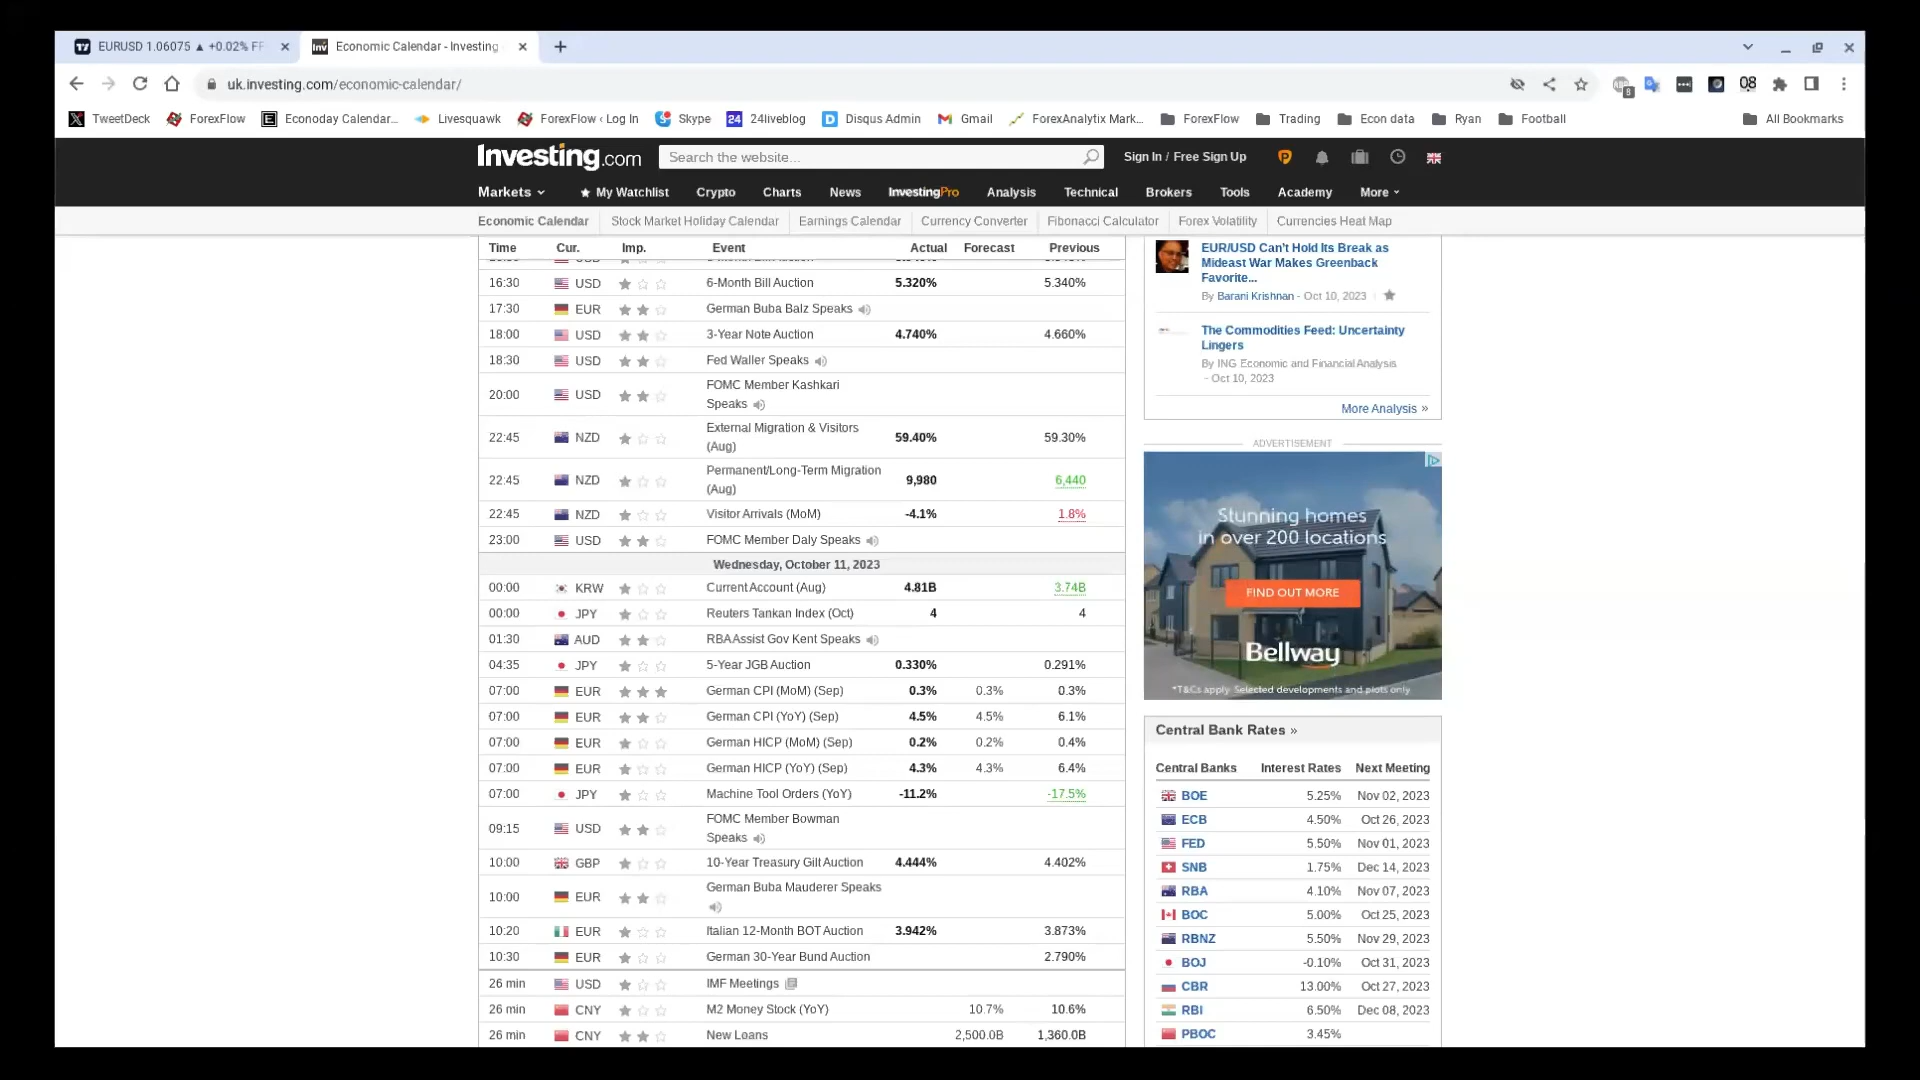 EURUSD 1.06075 ▲ +0.02%
Economic Calendar - Investing
uk.investing.com/economic-calendar/
8
08
TweetDeck
ForexFlow
Econoday Calendar...
Livesquawk
ForexFlow ‹ Log In
Skype
24
24liveblog
Disqus Admin
Gmail
ForexAnalytix Mark...
ForexFlow
Trading
Econ data
Ryan
Football
All Bookmarks
Investing.com
Search the website...
Sign In / Free Sign Up
Markets
My Watchlist
Crypto
Charts
News
InvestingPro
Analysis
Technical
Brokers
Tools
Academy
More
Economic Calendar
Stock Market Holiday Calendar
Earnings Calendar
Currency Converter
Fibonacci Calculator
Forex Volatility
Currencies Heat Map
Time Cur. Imp. Event Actual Forecast Previous
16:30 USD 6-Month Bill Auction 5.320% 5.340%
17:30 EUR German Buba Balz Speaks
18:00 USD 3-Year Note Auction 4.740% 4.660%
18:30 USD Fed Waller Speaks
20:00 USD FOMC Member Kashkari
Speaks
22:45 NZD External Migration & Visitors
(Aug) 59.40% 59.30%
22:45 NZD Permanent/Long-Term Migration
(Aug) 9,980 6,440
22:45 NZD Visitor Arrivals (MoM) -4.1% 1.8%
23:00 USD FOMC Member Daly Speaks
Wednesday, October 11, 2023
00:00 KRW Current Account (Aug) 4.81B 3.74B
00:00 JPY Reuters Tankan Index (Oct) 4 4
01:30 AUD RBA Assist Gov Kent Speaks
04:35 JPY 5-Year JGB Auction 0.330% 0.291%
07:00 EUR German CPI (MoM) (Sep) 0.3% 0.3% 0.3%
07:00 EUR German CPI (YoY) (Sep) 4.5% 4.5% 6.1%
07:00 EUR German HICP (MoM) (Sep) 0.2% 0.2% 0.4%
07:00 EUR German HICP (YoY) (Sep) 4.3% 4.3% 6.4%
07:00 JPY Machine Tool Orders (YoY) -11.2% -17.5%
09:15 USD FOMC Member Bowman
Speaks
10:00 GBP 10-Year Treasury Gilt Auction 4.444% 4.402%
10:00 EUR German Buba Mauderer Speaks
10:20 EUR Italian 12-Month BOT Auction 3.942% 3.873%
10:30 EUR German 30-Year Bund Auction 2.790%
26 min USD IMF Meetings
26 min CNY M2 Money Stock (YoY) 10.7% 10.6%
26 min CNY New Loans 2,500.0B 1,360.0B
EUR/USD Can't Hold Its Break as
Mideast War Makes Greenback
Favorite...
By Barani Krishnan - Oct 10, 2023
The Commodities Feed: Uncertainty
Lingers
By ING Economic and Financial Analysis
- Oct 10, 2023
More Analysis »
ADVERTISEMENT
Stunning homes
in over 200 locations
FIND OUT MORE
Bellway
*T&Cs apply. Selected developments and plots only
Central Bank Rates »
Central Banks Interest Rates Next Meeting
BOE 5.25% Nov 02, 2023
ECB 4.50% Oct 26, 2023
FED 5.50% Nov 01, 2023
SNB 1.75% Dec 14, 2023
RBA 4.10% Nov 07, 2023
BOC 5.00% Oct 25, 2023
RBNZ 5.50% Nov 29, 2023
BOJ -0.10% Oct 31, 2023
CBR 13.00% Oct 27, 2023
RBI 6.50% Dec 08, 2023
PBOC 3.45%